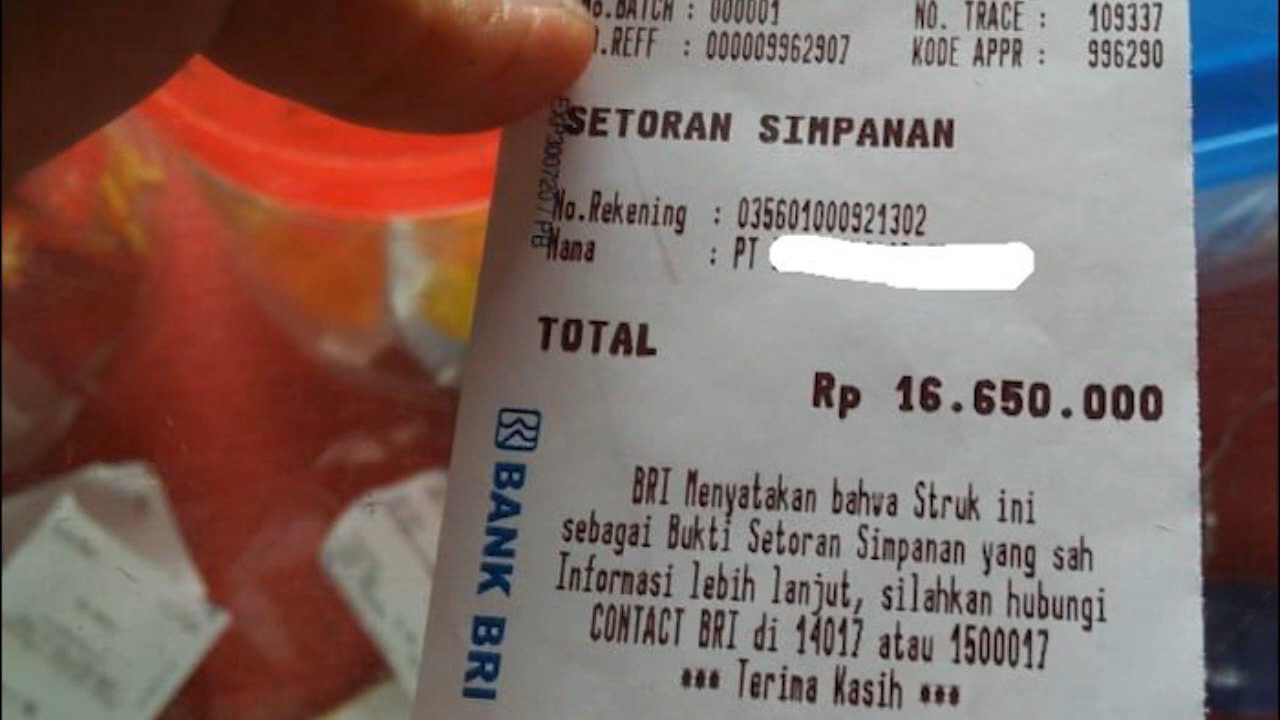 .BATCH : 000001 NO. TRACE : 109337
.REFF : 000009962907 KODE APPR : 996290
SETORAN SIMPANAN
No.Rekening : 035601000921302
Nama : PT
TOTAL
Rp 16.650.000
BRI Menyatakan bahwa Struk ini
sebagai Bukti Setoran Simpanan yang sah
Informasi lebih lanjut, silahkan hubungi
CONTACT BRI di 14017 atau 1500017
*** Terima Kasih ***
BANK BRI